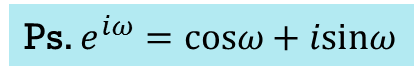 Ps. e^{iω} = cosω + isinω